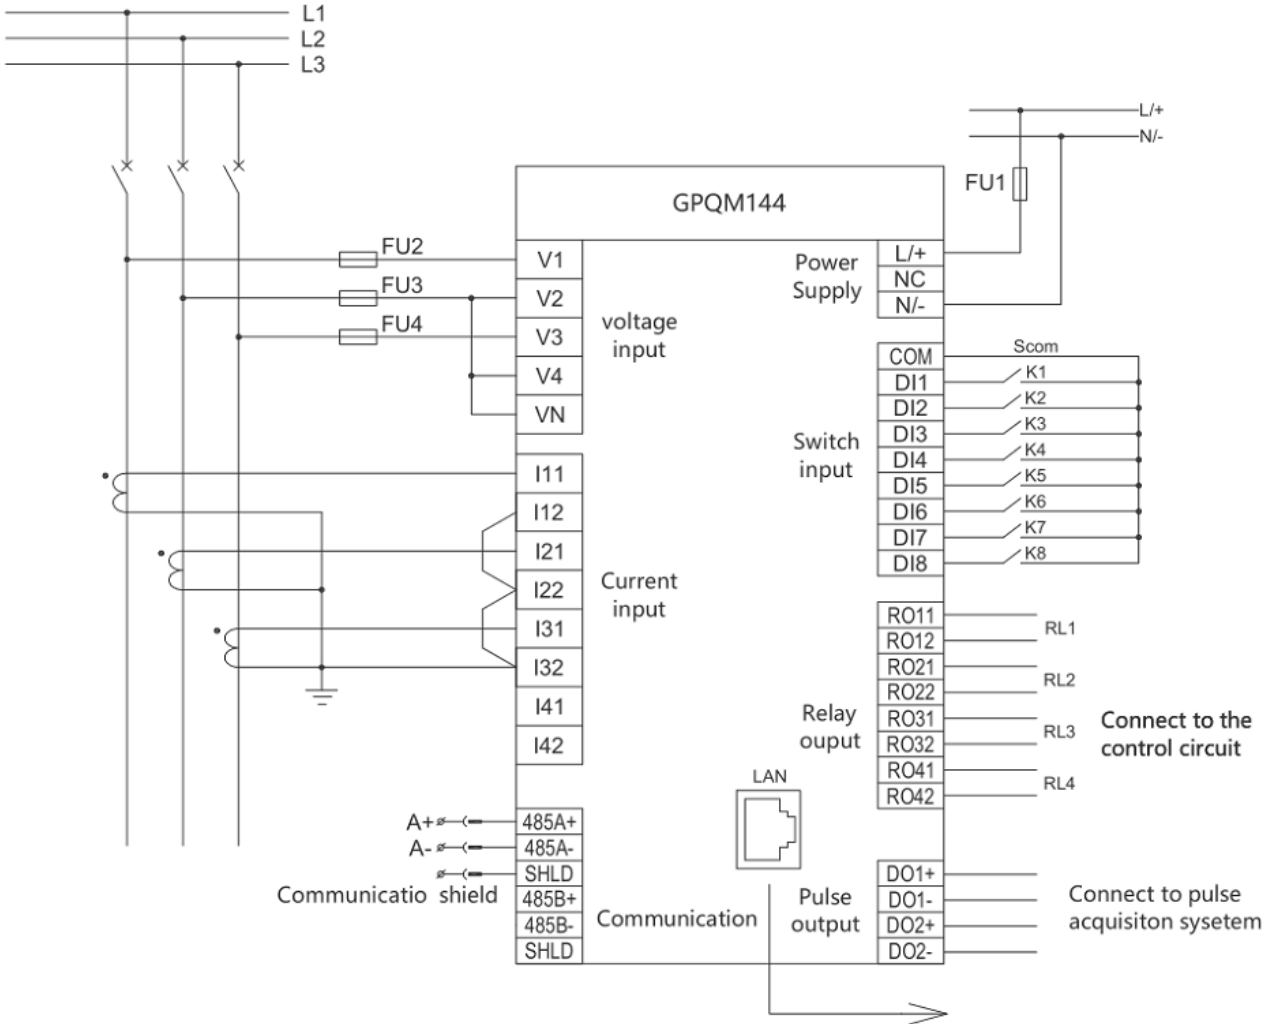 L1
L2
L3
L/+
N/-
FU1
GPQM144
FU2
FU3
FU4
V1
V2
V3
V4
VN
voltage
input
Power
Supply
L/+
NC
N/-
COM
DI1
DI2
DI3
DI4
DI5
DI6
DI7
DI8
Scom
K1
K2
K3
K4
K5
K6
K7
K8
Switch
input
I11
I12
I21
I22
I31
I32
I41
I42
Current
input
RO11
RO12
RO21
RO22
RO31
RO32
RO41
RO42
RL1
RL2
RL3
RL4
Relay
ouput
Connect to the
control circuit
LAN
A+
A-
Communicatio shield
485A+
485A-
SHLD
485B+
485B-
SHLD
Communication
Pulse
output
DO1+
DO1-
DO2+
DO2-
Connect to pulse
acquisiton sysetem